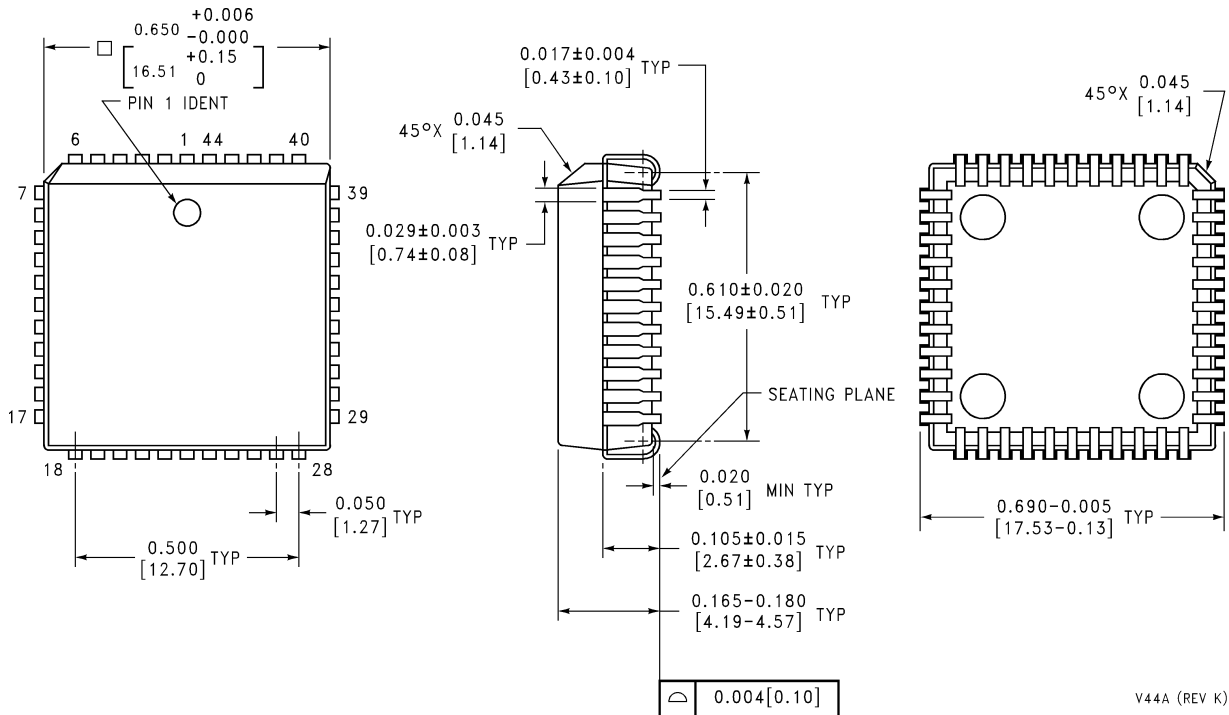 0.650 +0.006 -0.000
[16.51 +0.15 0]
PIN 1 IDENT
6 1 44 40
7 39
17 29
18 28
0.050 [1.27] TYP
0.500 [12.70] TYP
0.017±0.004 [0.43±0.10] TYP
45°X 0.045 [1.14]
0.029±0.003 [0.74±0.08] TYP
0.610±0.020 [15.49±0.51] TYP
SEATING PLANE
0.020 [0.51] MIN TYP
0.105±0.015 [2.67±0.38] TYP
0.165-0.180 [4.19-4.57] TYP
0.004[0.10]
45°X 0.045 [1.14]
0.690-0.005 [17.53-0.13] TYP
V44A (REV K)